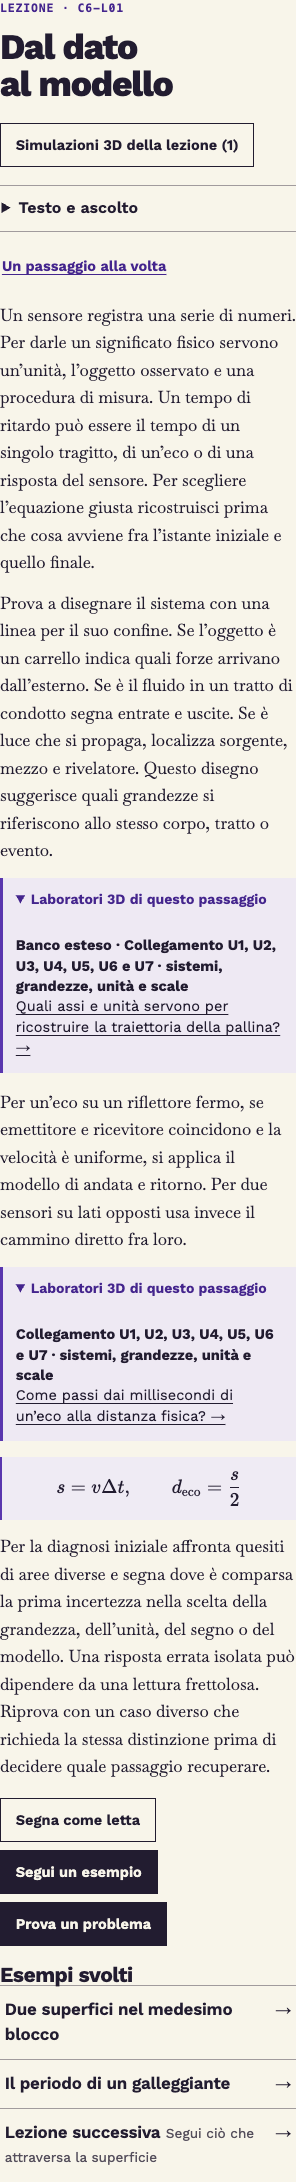 LEZIONE · C6–L01
Dal dato
al modello
Simulazioni 3D della lezione (1)
▶ Testo e ascolto
Un passaggio alla volta
Un sensore registra una serie di numeri.
Per darle un significato fisico servono
un’unità, l’oggetto osservato e una
procedura di misura. Un tempo di
ritardo può essere il tempo di un
singolo tragitto, di un’eco o di una
risposta del sensore. Per scegliere
l’equazione giusta ricostruisci prima
che cosa avviene fra l’istante iniziale e
quello finale.
Prova a disegnare il sistema con una
linea per il suo confine. Se l’oggetto è
un carrello indica quali forze arrivano
dall’esterno. Se è il fluido in un tratto di
condotto segna entrate e uscite. Se è
luce che si propaga, localizza sorgente,
mezzo e rivelatore. Questo disegno
suggerisce quali grandezze si
riferiscono allo stesso corpo, tratto o
evento.
▼ Laboratori 3D di questo passaggio
Banco esteso · Collegamento U1, U2,
U3, U4, U5, U6 e U7 · sistemi,
grandezze, unità e scale
Quali assi e unità servono per
ricostruire la traiettoria della pallina?
→
Per un’eco su un riflettore fermo, se
emettitore e ricevitore coincidono e la
velocità è uniforme, si applica il
modello di andata e ritorno. Per due
sensori su lati opposti usa invece il
cammino diretto fra loro.
▼ Laboratori 3D di questo passaggio
Collegamento U1, U2, U3, U4, U5, U6
e U7 · sistemi, grandezze, unità e
scale
Come passi dai millisecondi di
un’eco alla distanza fisica? →
s = vΔt, d_eco = s/2
Per la diagnosi iniziale affronta quesiti
di aree diverse e segna dove è comparsa
la prima incertezza nella scelta della
grandezza, dell’unità, del segno o del
modello. Una risposta errata isolata può
dipendere da una lettura frettolosa.
Riprova con un caso diverso che
richieda la stessa distinzione prima di
decidere quale passaggio recuperare.
Segna come letta
Segui un esempio
Prova un problema
Esempi svolti
Due superfici nel medesimo →
blocco
Il periodo di un galleggiante →
Lezione successiva Segui ciò che →
attraversa la superficie